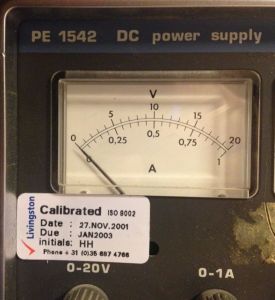 PE 1542 DC power supply
V
0 5 10 15 20
0 0,25 0,5 0,75 1
A
Livingston
Calibrated ISO 9002
Date : 27.NOV.2001
Due : JAN2003
initials: HH
Phone + 31 (0)35 687 4766
0-20V 0-1A